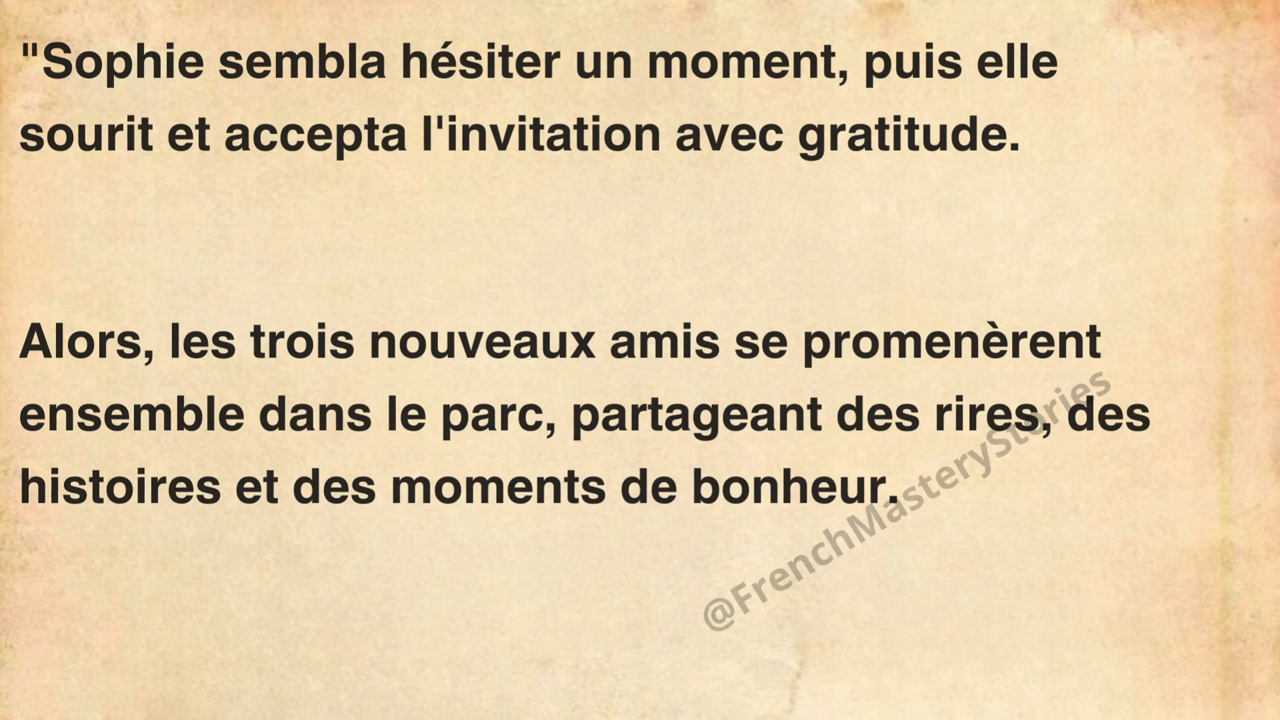 "Sophie sembla hésiter un moment, puis elle
sourit et accepta l'invitation avec gratitude.
Alors, les trois nouveaux amis se promenèrent
ensemble dans le parc, partageant des rires, des
histoires et des moments de bonheur.
@FrenchMasteryStories